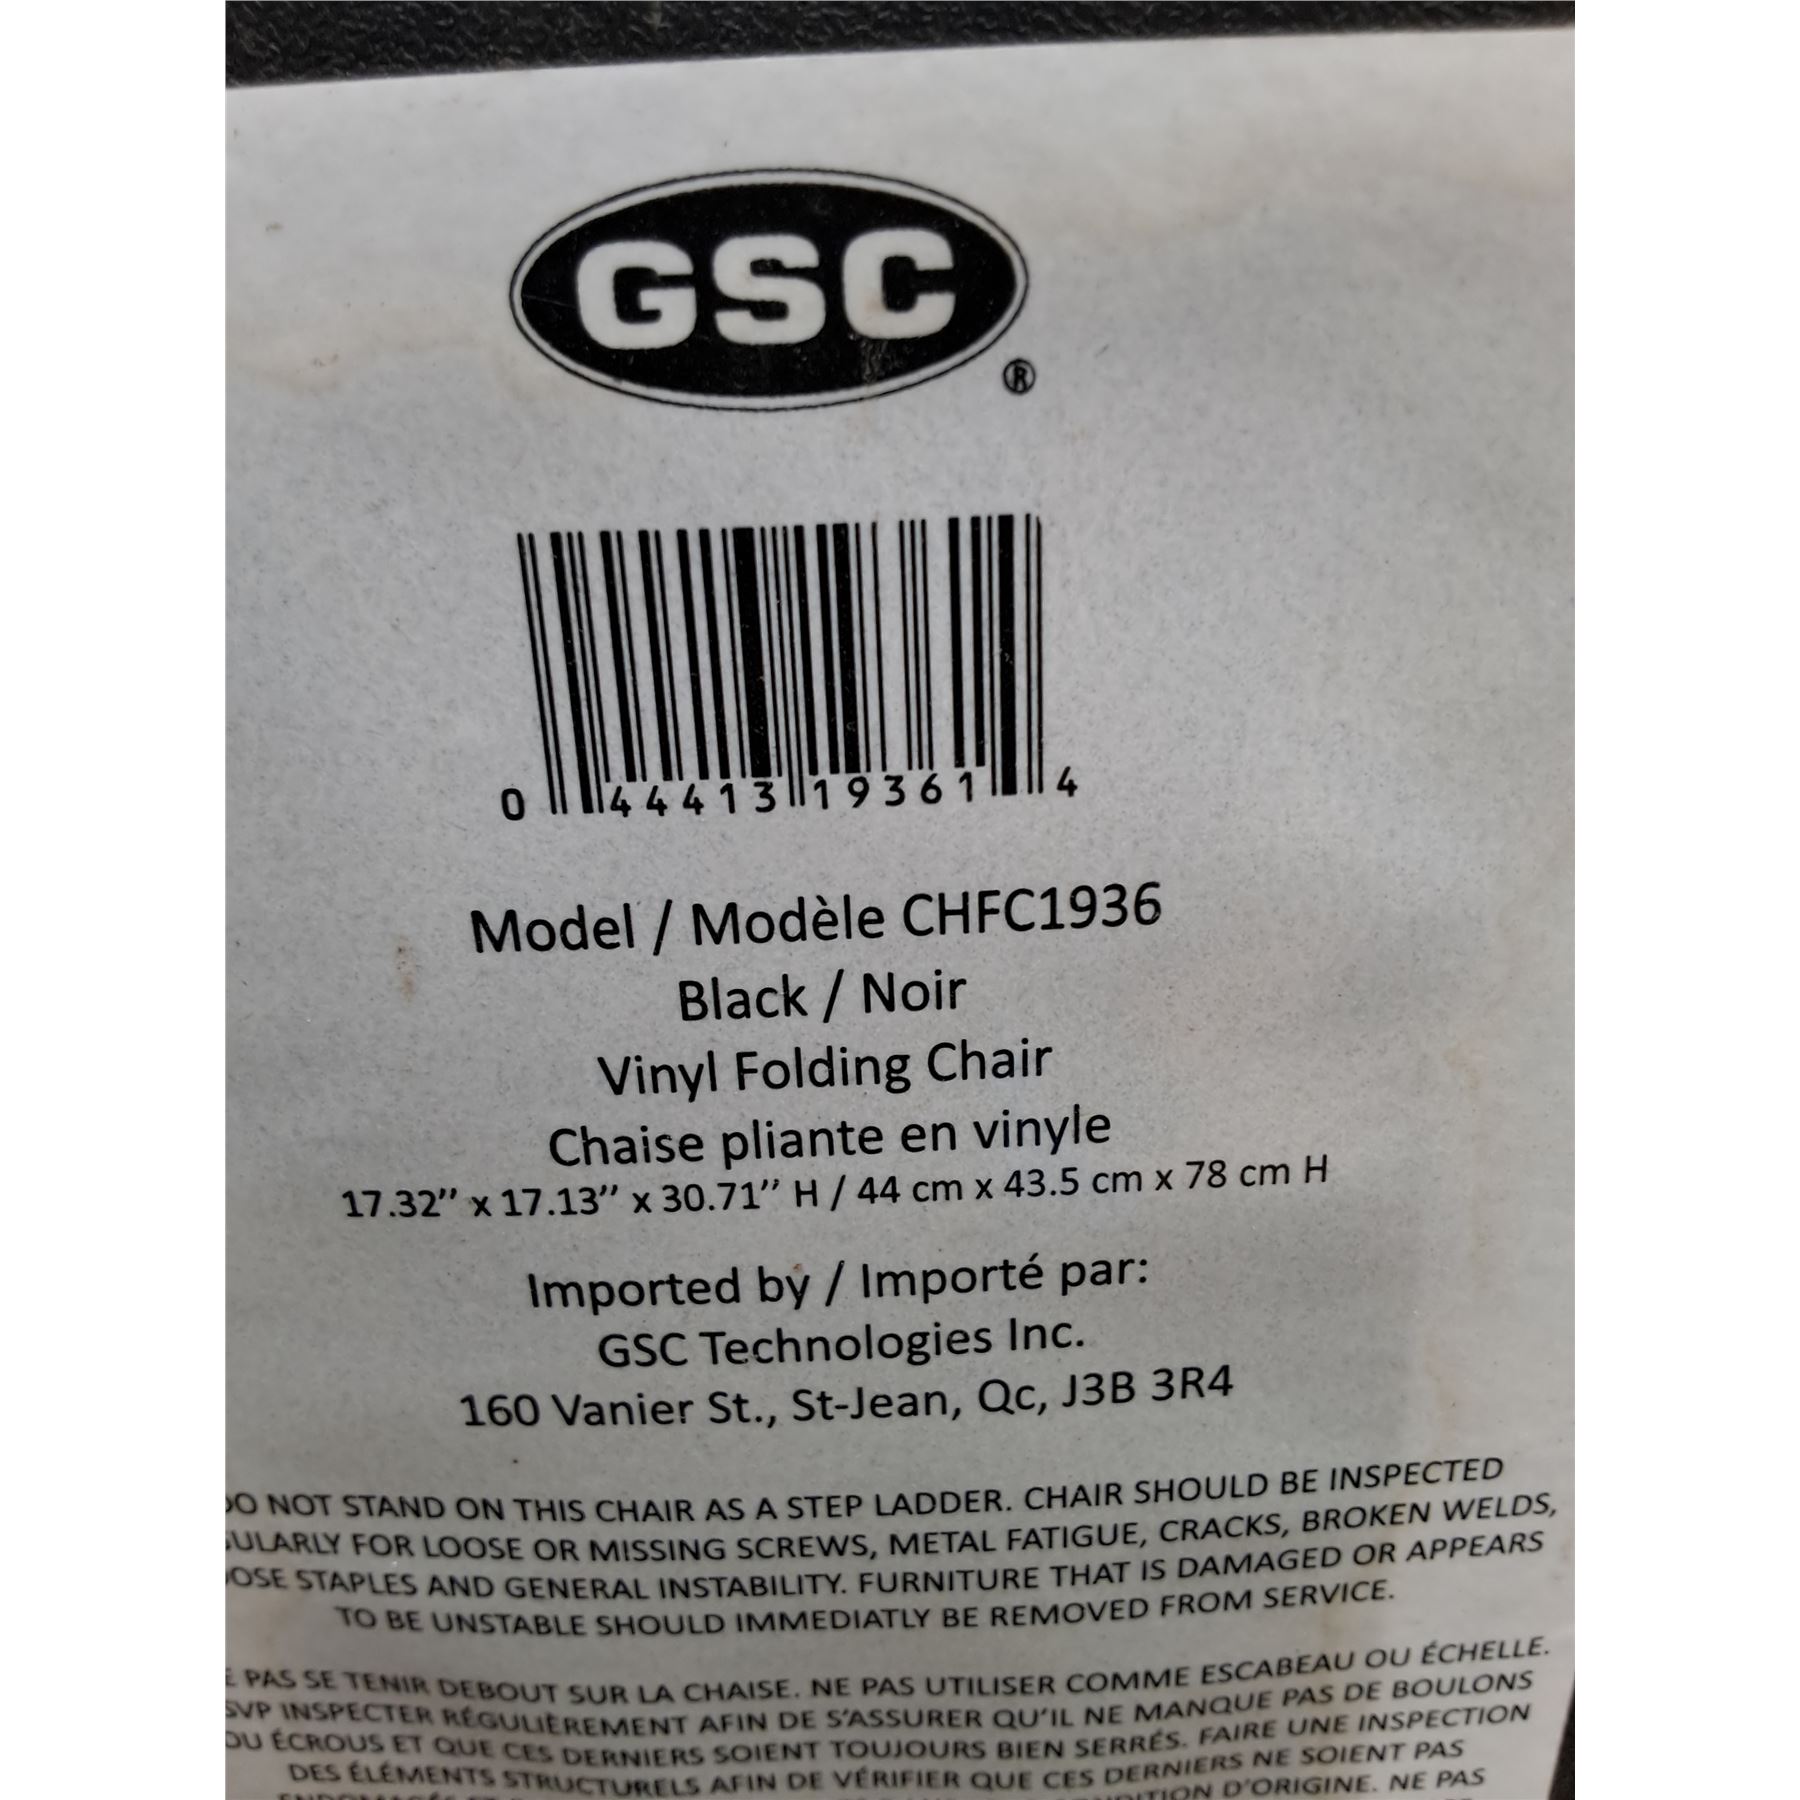 GSC
®
0 44413 19361 4
Model / Modèle CHFC1936
Black / Noir
Vinyl Folding Chair
Chaise pliante en vinyle
17.32’’ x 17.13’’ x 30.71’’ H / 44 cm x 43.5 cm x 78 cm H
Imported by / Importé par:
GSC Technologies Inc.
160 Vanier St., St-Jean, Qc, J3B 3R4
DO NOT STAND ON THIS CHAIR AS A STEP LADDER. CHAIR SHOULD BE INSPECTED
GULARLY FOR LOOSE OR MISSING SCREWS, METAL FATIGUE, CRACKS, BROKEN WELDS,
OSE STAPLES AND GENERAL INSTABILITY. FURNITURE THAT IS DAMAGED OR APPEARS
TO BE UNSTABLE SHOULD IMMEDIATLY BE REMOVED FROM SERVICE.
E PAS SE TENIR DEBOUT SUR LA CHAISE. NE PAS UTILISER COMME ESCABEAU OU ÉCHELLE.
SVP INSPECTER RÉGULIÈREMENT AFIN DE S’ASSURER QU’IL NE MANQUE PAS DE BOULONS
OU ÉCROUS ET QUE CES DERNIERS SOIENT TOUJOURS BIEN SERRÉS. FAIRE UNE INSPECTION
DES ÉLÉMENTS STRUCTURELS AFIN DE VÉRIFIER QUE CES DERNIERS NE SOIENT PAS
D’ORIGINE. NE PAS